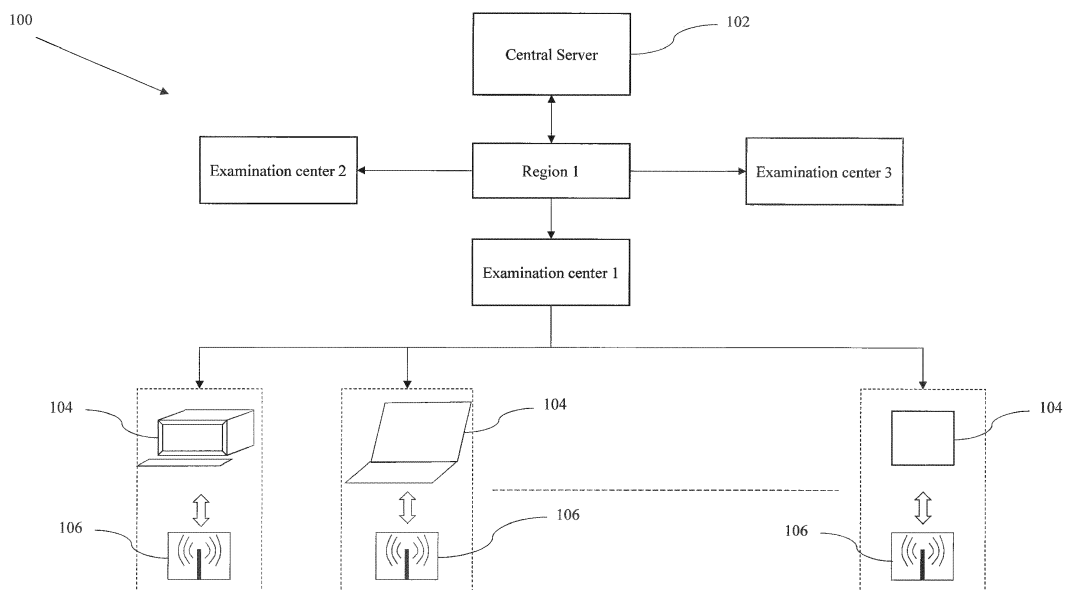 100
102
Central Server
Examination center 2
Region 1
Examination center 3
Examination center 1
104
104
104
106
106
106